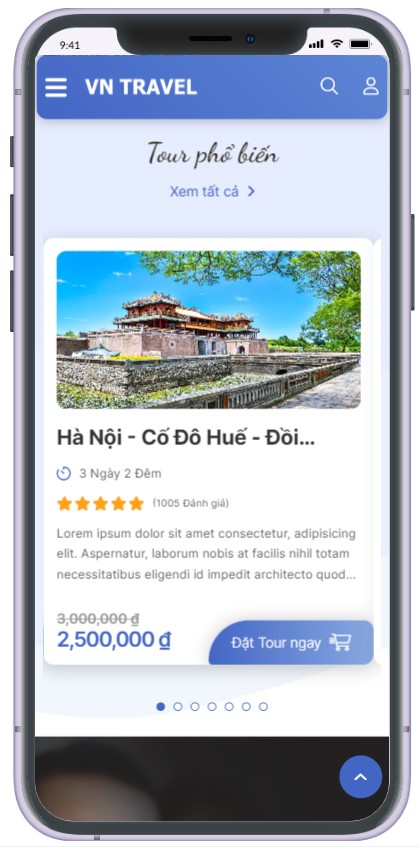 9:41
VN TRAVEL
Tour phổ biến
Xem tất cả
Hà Nội - Cố Đô Huế - Đồi...
3 Ngày 2 Đêm
(1005 Đánh giá)
Lorem ipsum dolor sit amet consectetur, adipisicing
elit. Aspernatur, laborum nobis at facilis nihil totam
necessitatibus eligendi id impedit architecto quod...
3,000,000 ₫
2,500,000 ₫
Đặt Tour ngay